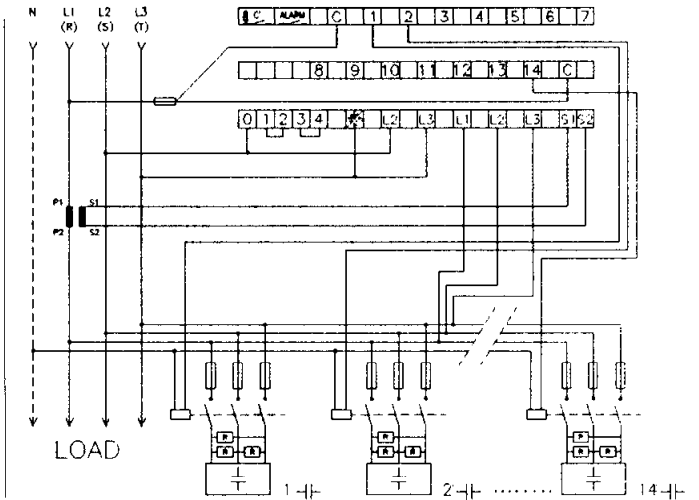 N L1 L2 L3
(R) (S) (T)
C° ALARM C 1 2 3 4 5 6 7
8 9 10 11 12 13 14 C
0 1 2 3 4 L2 L3 L1 L2 L3 S1 S2
P1 S1
P2 S2
LOAD
R R R
R R R R R R
1 2 ........ 14